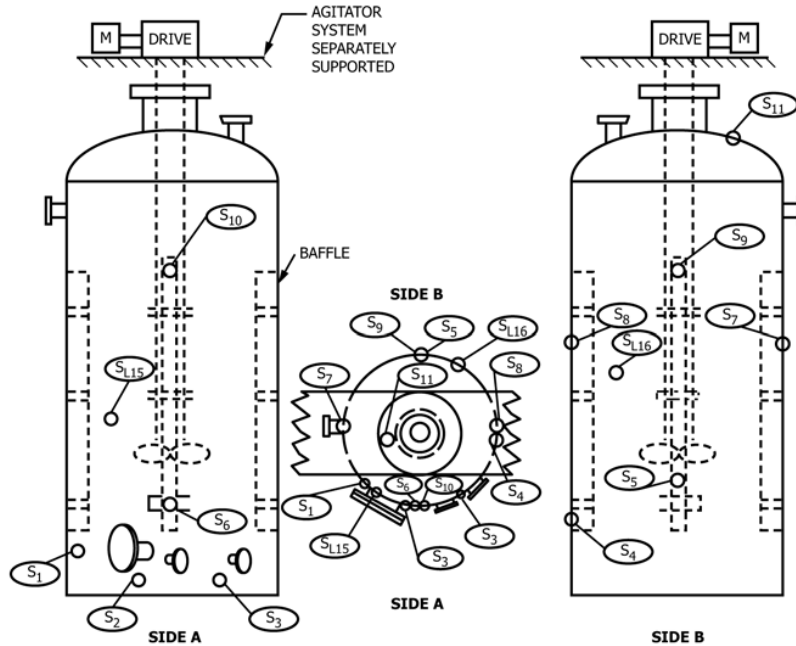 AGITATOR
SYSTEM
SEPARATELY
SUPPORTED
M DRIVE
DRIVE M
S11
S10
S9
BAFFLE
SIDE B
S9 S5 SL16
S8
S7
S8
SL16
S7
S11
SL15
S6
S10
S1
S4
S5
S6
SL15
S3
S3
S1
S2
S3
S4
SIDE A
SIDE A
SIDE B